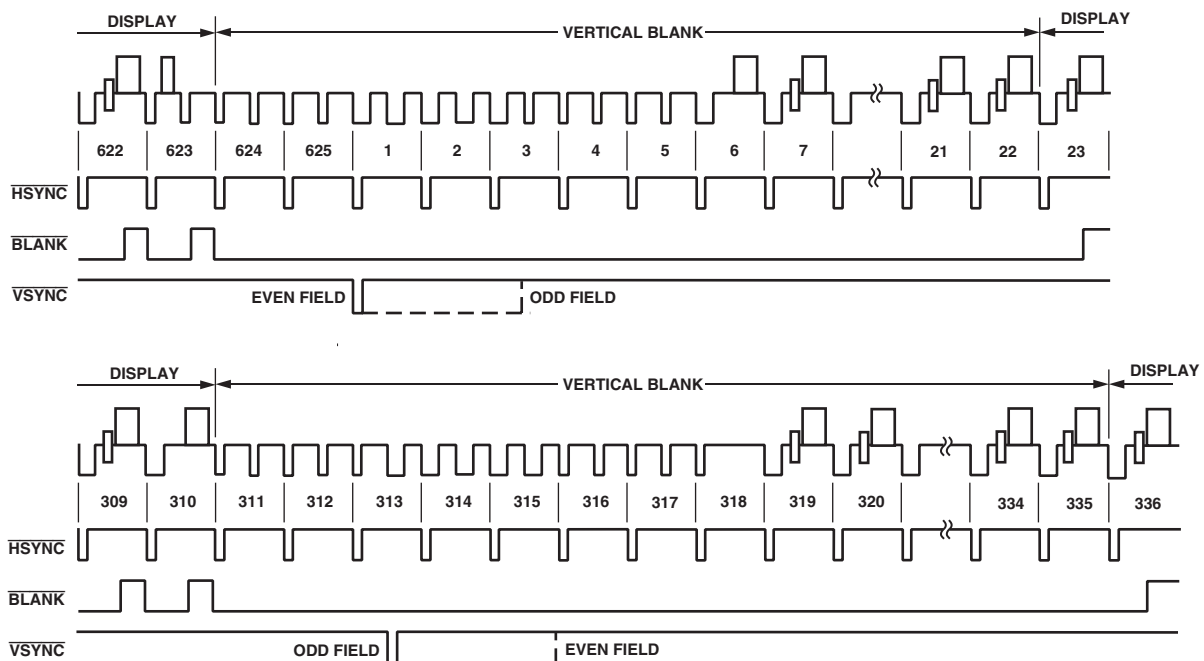 DISPLAY VERTICAL BLANK DISPLAY
622 623 624 625 1 2 3 4 5 6 7 21 22 23
HSYNC
BLANK
VSYNC EVEN FIELD ODD FIELD
DISPLAY VERTICAL BLANK DISPLAY
309 310 311 312 313 314 315 316 317 318 319 320 334 335 336
HSYNC
BLANK
VSYNC ODD FIELD EVEN FIELD